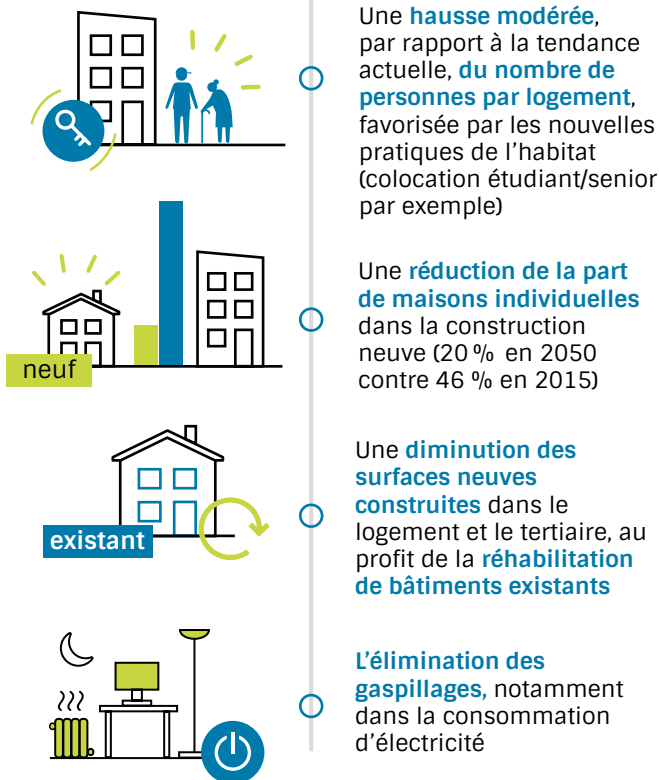 Une hausse modérée,
par rapport à la tendance
actuelle, du nombre de
personnes par logement,
favorisée par les nouvelles
pratiques de l’habitat
(colocation étudiant/senior
par exemple)
Une réduction de la part
de maisons individuelles
dans la construction
neuve (20 % en 2050
contre 46 % en 2015)
neuf
Une diminution des
surfaces neuves
construites dans le
logement et le tertiaire, au
profit de la réhabilitation
de bâtiments existants
existant
L’élimination des
gaspillages, notamment
dans la consommation
d’électricité